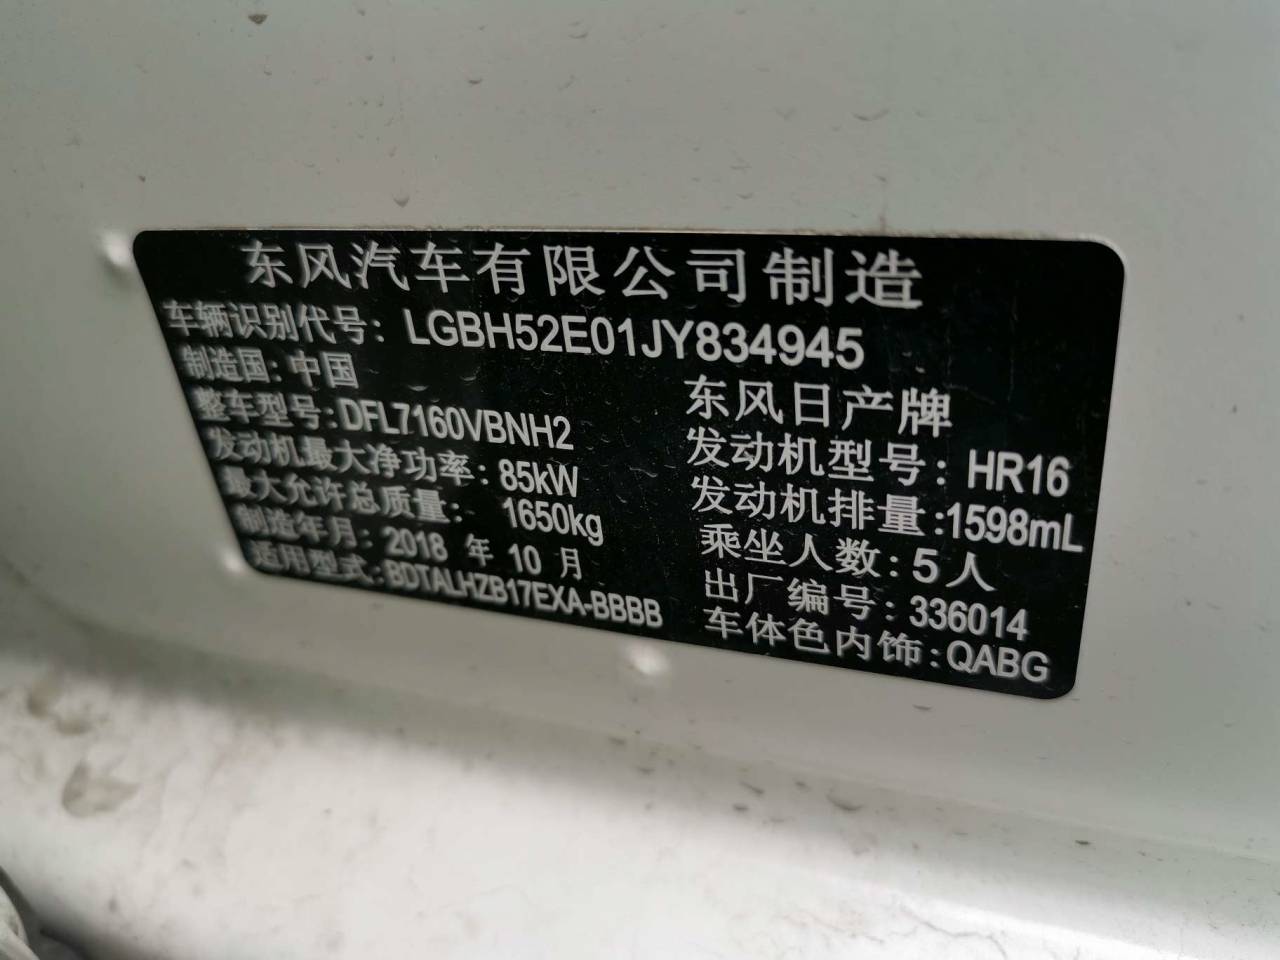 东风汽车有限公司制造
车辆识别代号: LGBH52E01JY834945
制造国: 中国
东风日产牌
整车型号: DFL7160VBNH2
发动机型号: HR16
发动机最大净功率: 85kW
发动机排量: 1598mL
最大允许总质量: 1650kg
乘坐人数: 5人
制造年月: 2018 年 10 月
出厂编号: 336014
适用型式: BDTALHZB17EXA-BBBB
车体色内饰: QABG